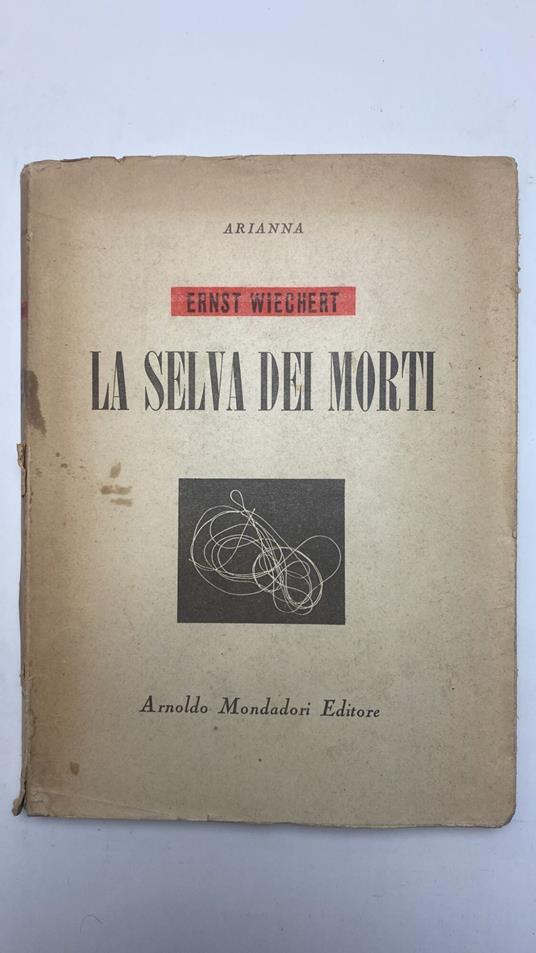 ARIANNA
ERNST WIECHERT
LA SELVA DEI MORTI
Arnoldo Mondadori Editore